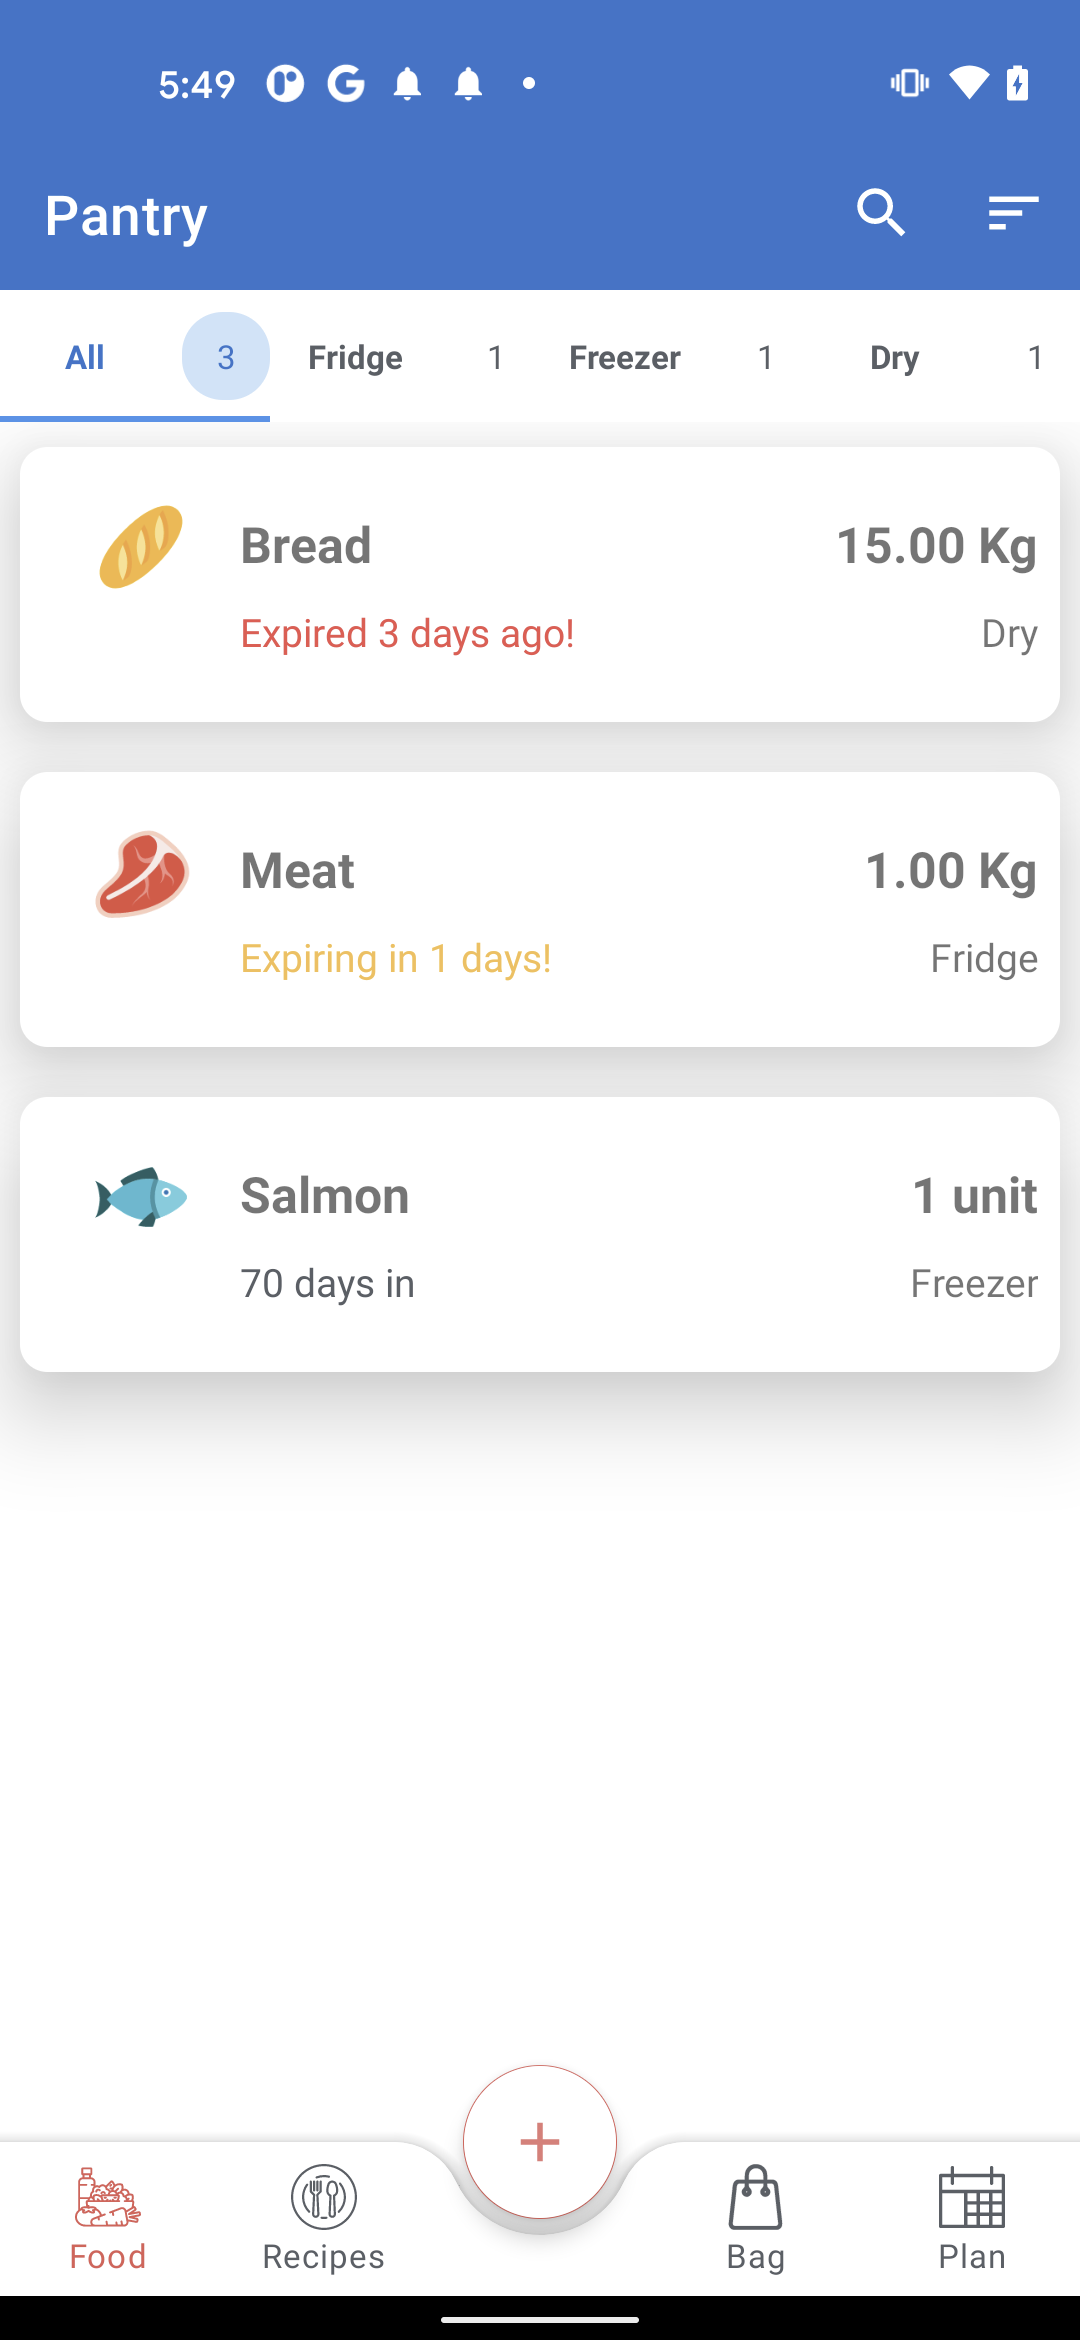 5:49
Pantry
All 3 Fridge 1 Freezer 1 Dry 1
Bread 15.00 Kg
Expired 3 days ago! Dry
Meat 1.00 Kg
Expiring in 1 days! Fridge
Salmon 1 unit
70 days in Freezer
Food Recipes Bag Plan